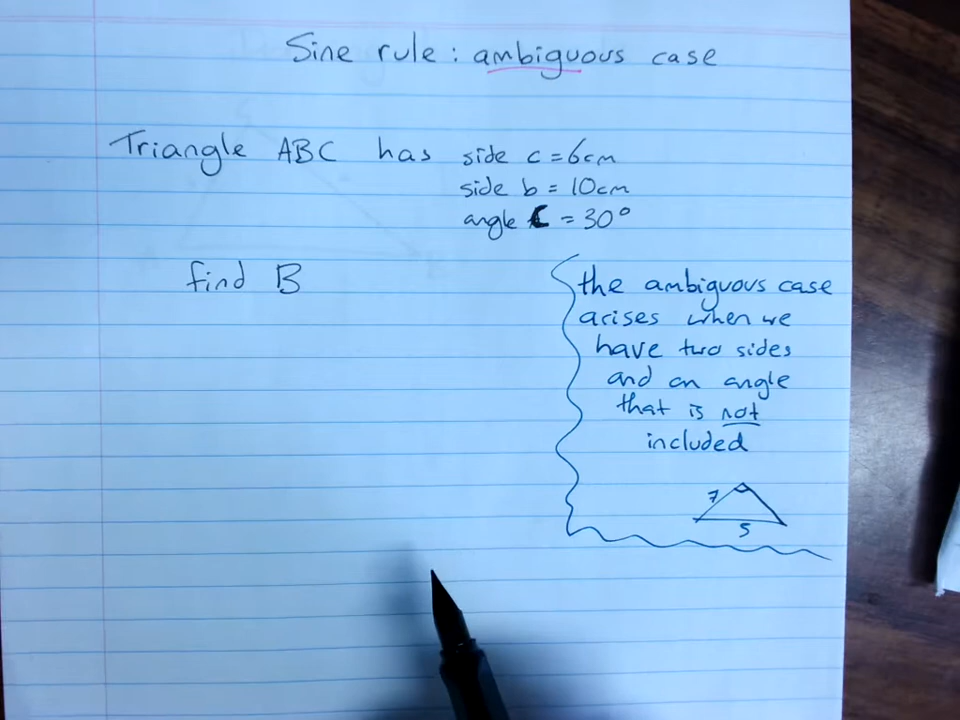 Sine rule: ambiguous case
Triangle ABC has side c = 6cm
side b = 10cm
angle C = 30°
find B
the ambiguous case
arises when we
have two sides
and an angle
that is not
included
7
5